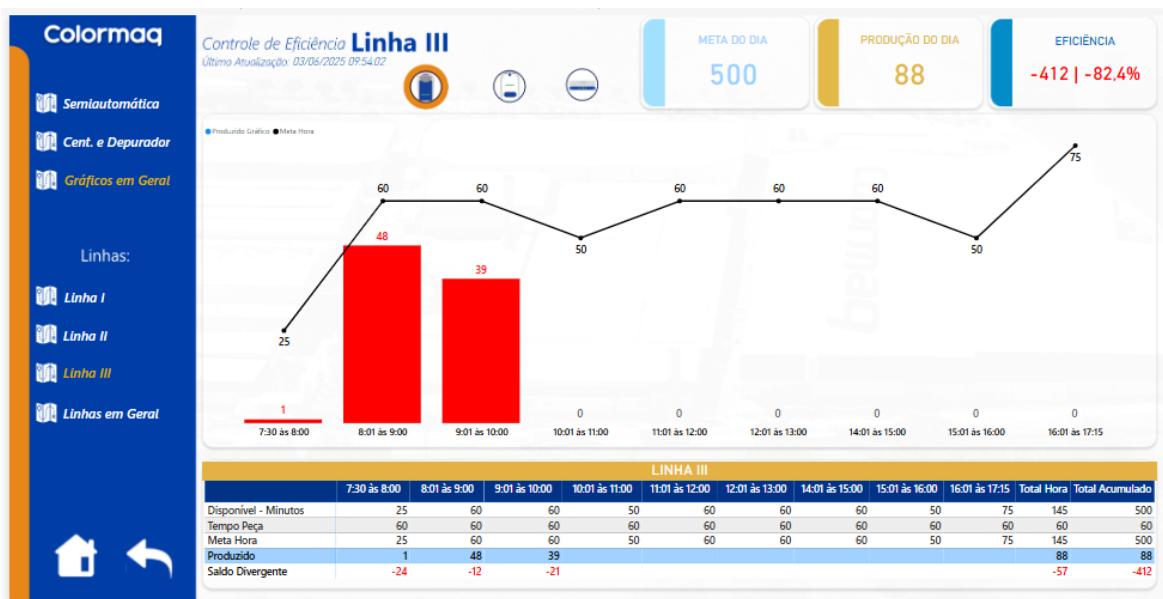 Colormaq
Semiautomática
Cent. e Depurador
Gráficos em Geral
Linhas:
Linha I
Linha II
Linha III
Linhas em Geral
Controle de Eficiência Linha III
Última Atualização: 03/06/2025 09:54:02
META DO DIA
500
PRODUÇÃO DO DIA
88
EFICIÊNCIA
-412 | -82,4%
Produzido Gráfico Meta Hora
75
60 60 60 60 60
48
50 50
39
25
1 0 0 0 0 0 0
7:30 às 8:00 8:01 às 9:00 9:01 às 10:00 10:01 às 11:00 11:01 às 12:00 12:01 às 13:00 14:01 às 15:00 15:01 às 16:00 16:01 às 17:15
LINHA III
7:30 às 8:00 8:01 às 9:00 9:01 às 10:00 10:01 às 11:00 11:01 às 12:00 12:01 às 13:00 14:01 às 15:00 15:01 às 16:00 16:01 às 17:15 Total Hora Total Acumulado
Disponível - Minutos 25 60 60 50 60 60 60 50 75 145 500
Tempo Peça 60 60 60 60 60 60 60 60 60 60 60
Meta Hora 25 60 60 50 60 60 60 50 75 145 500
Produzido 1 48 39 88 88
Saldo Divergente -24 -12 -21 -57 -412